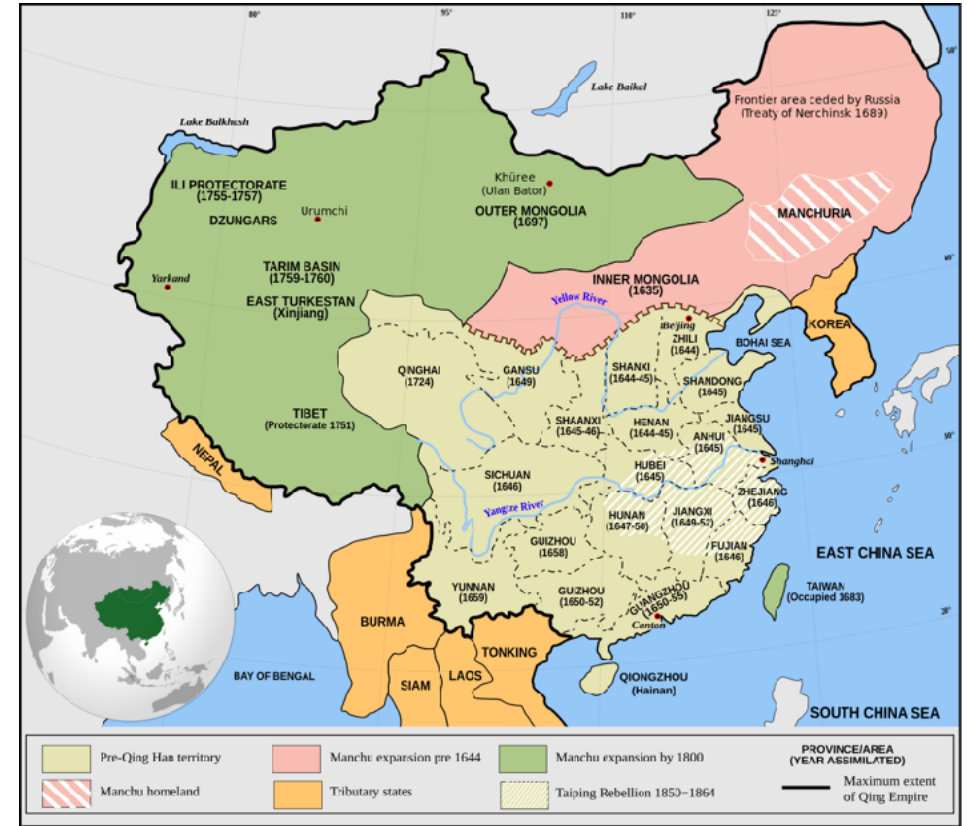 80°
95°
110°
125°
50°
Lake Baikal
Frontier area ceded by Russia
(Treaty of Nerchinsk 1689)
Lake Balkhash
ILI PROTECTORATE
(1755-1757)
DZUNGARS
Urumchi
Khüree
(Ulan Bator)
OUTER MONGOLIA
(1697)
MANCHURIA
Yarkand
TARIM BASIN
(1759-1760)
EAST TURKESTAN
(Xinjiang)
INNER MONGOLIA
(1635)
40°
Yellow River
Beijing
ZHILI
(1644)
KOREA
BOHAI SEA
QINGHAI
(1724)
GANSU
(1649)
SHANXI
(1644-45)
SHANDONG
(1645)
TIBET
(Protectorate 1751)
SHAANXI
(1645-46)
HENAN
(1644-45)
JIANGSU
(1645)
ANHUI
(1645)
30°
NEPAL
SICHUAN
(1646)
HUBEI
(1645)
Shanghai
ZHEJIANG
(1646)
Yangtze River
HUNAN
(1647-50)
JIANGXI
(1649-52)
GUIZHOU
(1658)
FUJIAN
(1646)
EAST CHINA SEA
YUNNAN
(1659)
GUIZHOU
(1650-52)
GUANGZHOU
(1650-55)
TAIWAN
(Occupied 1683)
Canton
20°
BURMA
TONKING
BAY OF BENGAL
SIAM
LAOS
QIONGZHOU
(Hainan)
SOUTH CHINA SEA
Pre-Qing Han territory
Manchu expansion pre 1644
Manchu expansion by 1800
PROVINCE/AREA
(YEAR ASSIMILATED)
Manchu homeland
Tributary states
Taiping Rebellion 1850–1864
Maximum extent
of Qing Empire